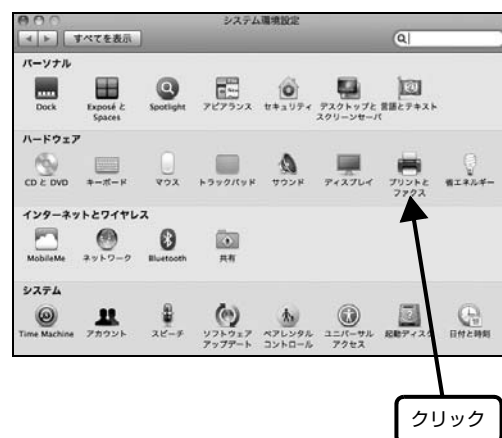 システム環境設定
すべてを表示
パーソナル
Dock
Exposé と
Spaces
Spotlight
アピアランス
セキュリティ
デスクトップと
スクリーンセーバ
言語とテキスト
ハードウェア
CD と DVD
キーボード
マウス
トラックパッド
サウンド
ディスプレイ
プリントと
ファクス
省エネルギー
インターネットとワイヤレス
MobileMe
ネットワーク
Bluetooth
共有
システム
Time Machine
アカウント
スピーチ
ソフトウェア
アップデート
ペアレンタル
コントロール
ユニバーサル
アクセス
起動ディスク
日付と時刻
クリック